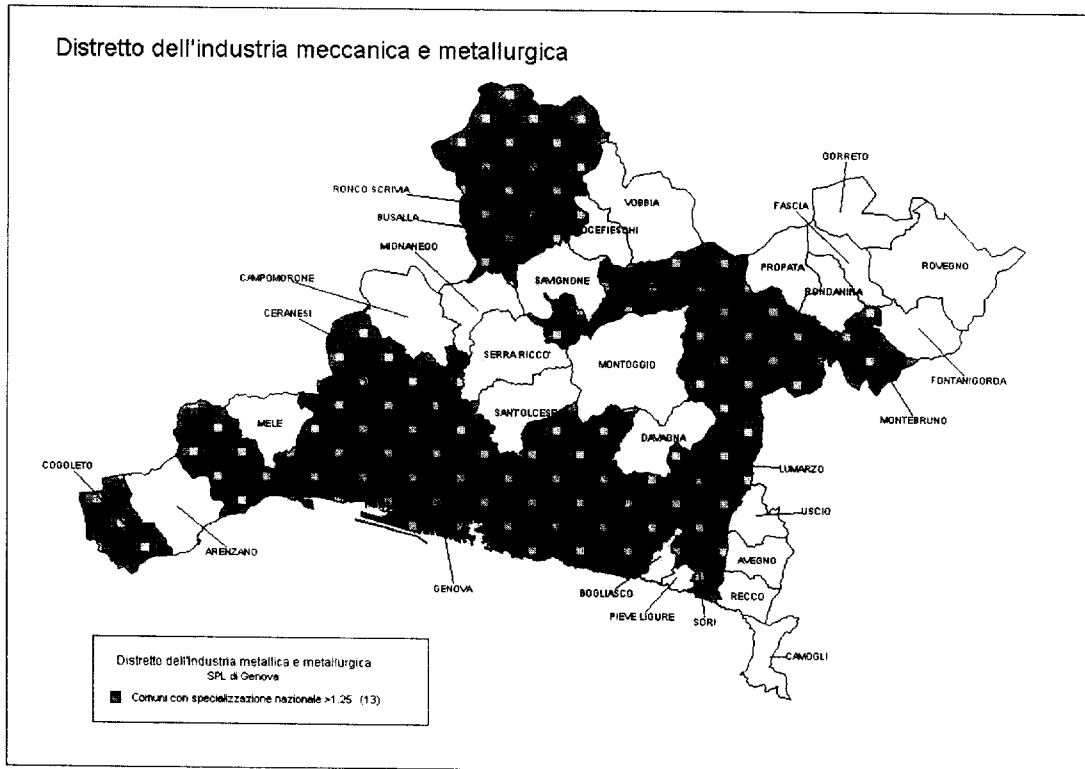 Distretto dell'industria meccanica e metallurgica
GORRETO
RONCO SCRIVIA
VOBBIA
FASCIA
BUSALLA
OCEFIESCHI
MIGNANEGO
PROPATA
ROVEGNO
CAMPOMORONE
SAVIGNONE
RONDANINA
CERANESI
SERRA RICCO'
MONTOGGIO
FONTANIGORDA
SANTOLCESE
MONTEBRUNO
MELE
DAVAGNA
COGOLETO
LUMARZO
USCIO
ARENZANO
AVEGNO
GENOVA
BOGLIASCO
RECCO
PIEVE LIGURE
SORI
CAMOGLI
Distretto dell'industria metallica e metallurgica
SPL di Genova
Comuni con specializzazione nazionale >1.25 (13)